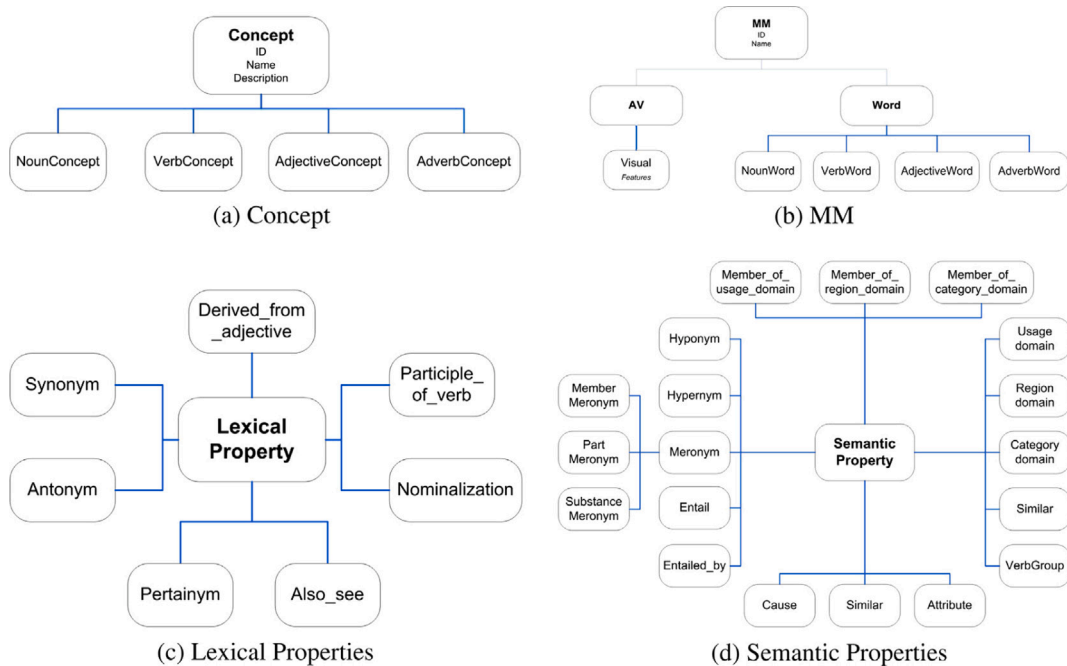 Concept
ID
Name
Description
NounConcept
VerbConcept
AdjectiveConcept
AdverbConcept
(a) Concept
MM
ID
Name
AV
Word
Visual
Features
NounWord
VerbWord
AdjectiveWord
AdverbWord
(b) MM
Derived_from
_adjective
Synonym
Participle_
of_verb
Lexical
Property
Antonym
Nominalization
Pertainym
Also_see
(c) Lexical Properties
Member_of_
usage_domain
Member_of_
region_domain
Member_of_
category_domain
Hyponym
Usage
domain
Member
Meronym
Hypernym
Region
domain
Part
Meronym
Meronym
Semantic
Property
Category
domain
Substance
Meronym
Entail
Similar
Entailed_by
VerbGroup
Cause
Similar
Attribute
(d) Semantic Properties